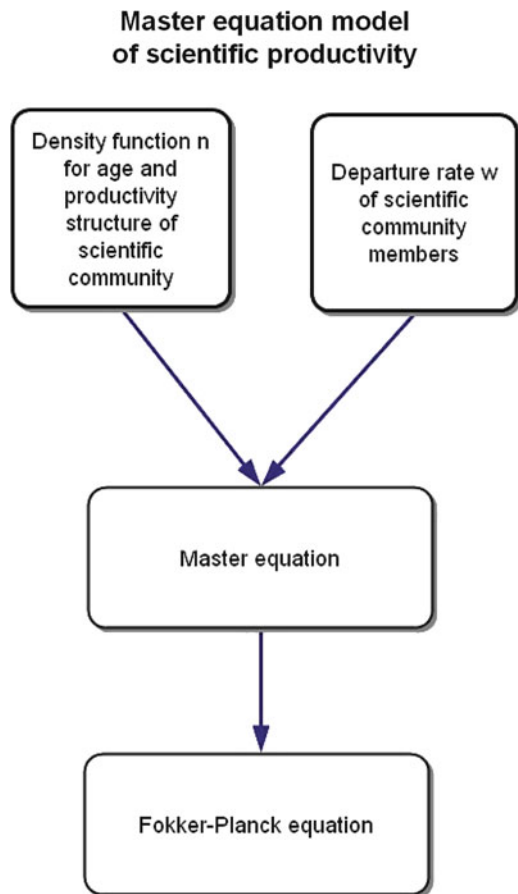 Master equation model
of scientific productivity
Density function n
for age and
productivity
structure of
scientific
community
Departure rate w
of scientific
community
members
Master equation
Fokker-Planck equation